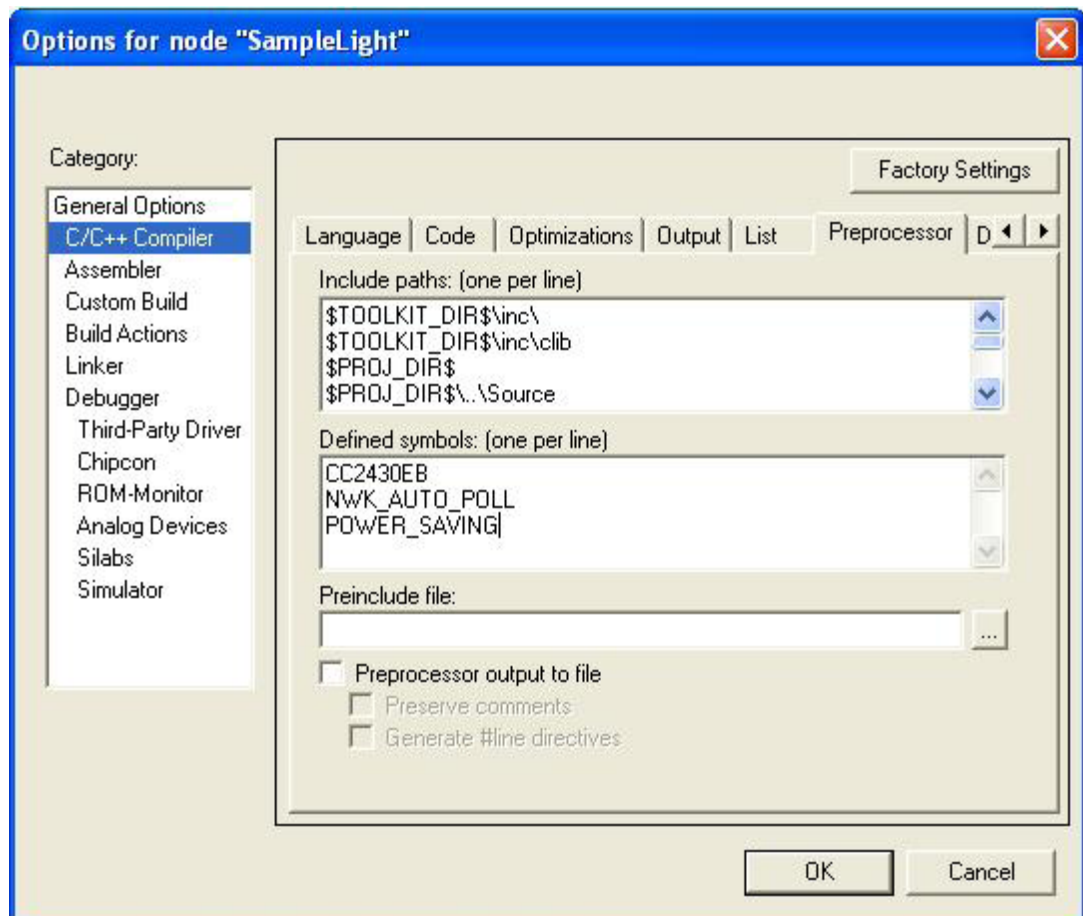 Options for node "SampleLight"
Category:
General Options
C/C++ Compiler
Assembler
Custom Build
Build Actions
Linker
Debugger
Third-Party Driver
Chipcon
ROM-Monitor
Analog Devices
Silabs
Simulator
Factory Settings
Language Code Optimizations Output List Preprocessor D
Include paths: (one per line)
$TOOLKIT_DIR$\inc\
$TOOLKIT_DIR$\inc\clib
$PROJ_DIR$
$PROJ_DIR$\..\Source
Defined symbols: (one per line)
CC2430EB
NWK_AUTO_POLL
POWER_SAVING
Preinclude file:
...
Preprocessor output to file
Preserve comments
Generate #line directives
OK Cancel